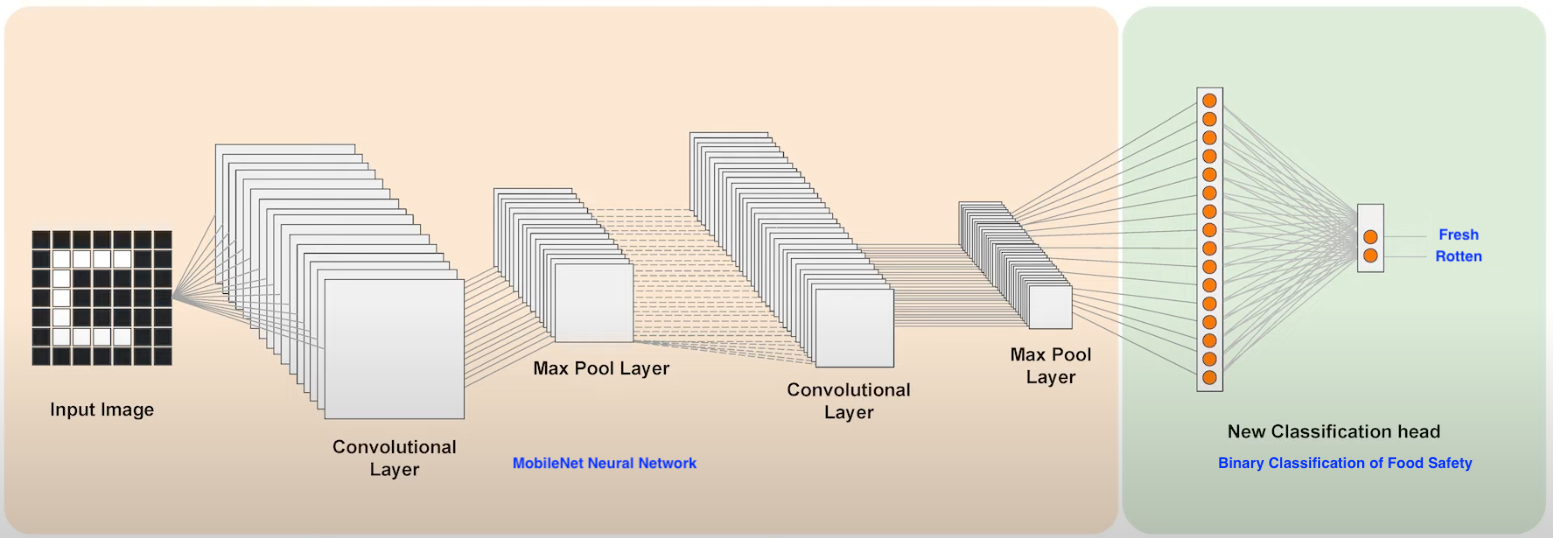 Input Image
Convolutional
Layer
Max Pool Layer
Convolutional
Layer
Max Pool
Layer
MobileNet Neural Network
Fresh
Rotten
New Classification head
Binary Classification of Food Safety